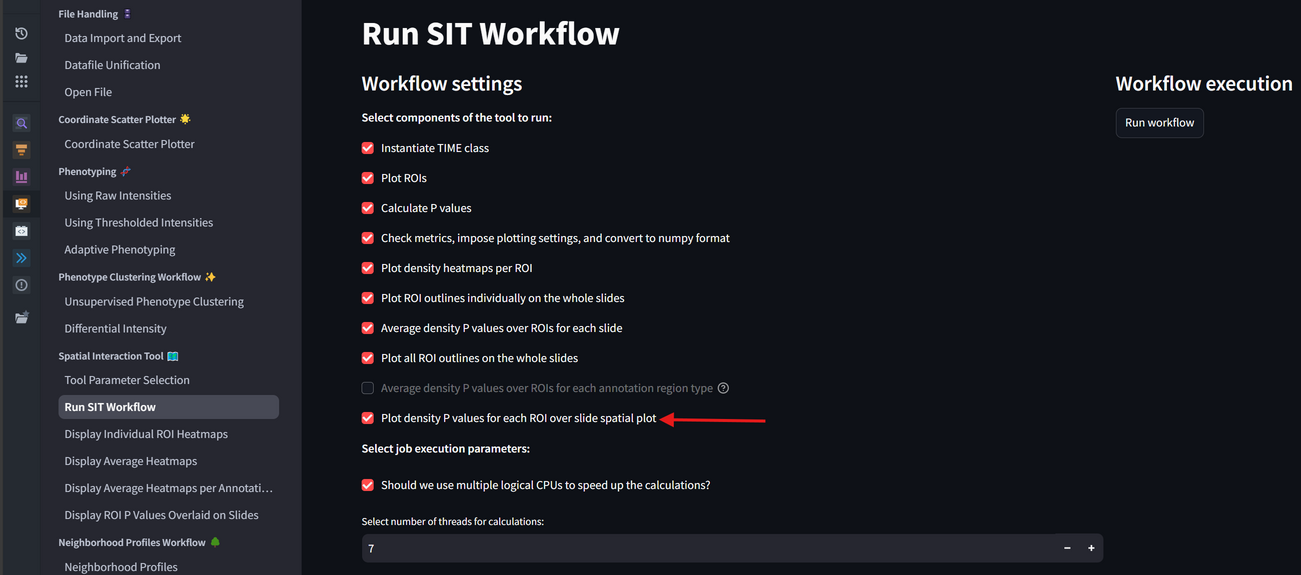 File Handling
Data Import and Export
Datafile Unification
Open File
Coordinate Scatter Plotter
Coordinate Scatter Plotter
Phenotyping
Using Raw Intensities
Using Thresholded Intensities
Adaptive Phenotyping
Phenotype Clustering Workflow
Unsupervised Phenotype Clustering
Differential Intensity
Spatial Interaction Tool
Tool Parameter Selection
Run SIT Workflow
Display Individual ROI Heatmaps
Display Average Heatmaps
Display Average Heatmaps per Annotati...
Display ROI P Values Overlaid on Slides
Neighborhood Profiles Workflow
Neighborhood Profiles
Run SIT Workflow
Workflow settings
Select components of the tool to run:
Instantiate TIME class
Plot ROIs
Calculate P values
Check metrics, impose plotting settings, and convert to numpy format
Plot density heatmaps per ROI
Plot ROI outlines individually on the whole slides
Average density P values over ROIs for each slide
Plot all ROI outlines on the whole slides
Average density P values over ROIs for each annotation region type
Plot density P values for each ROI over slide spatial plot
Select job execution parameters:
Should we use multiple logical CPUs to speed up the calculations?
Select number of threads for calculations:
7
Workflow execution
Run workflow